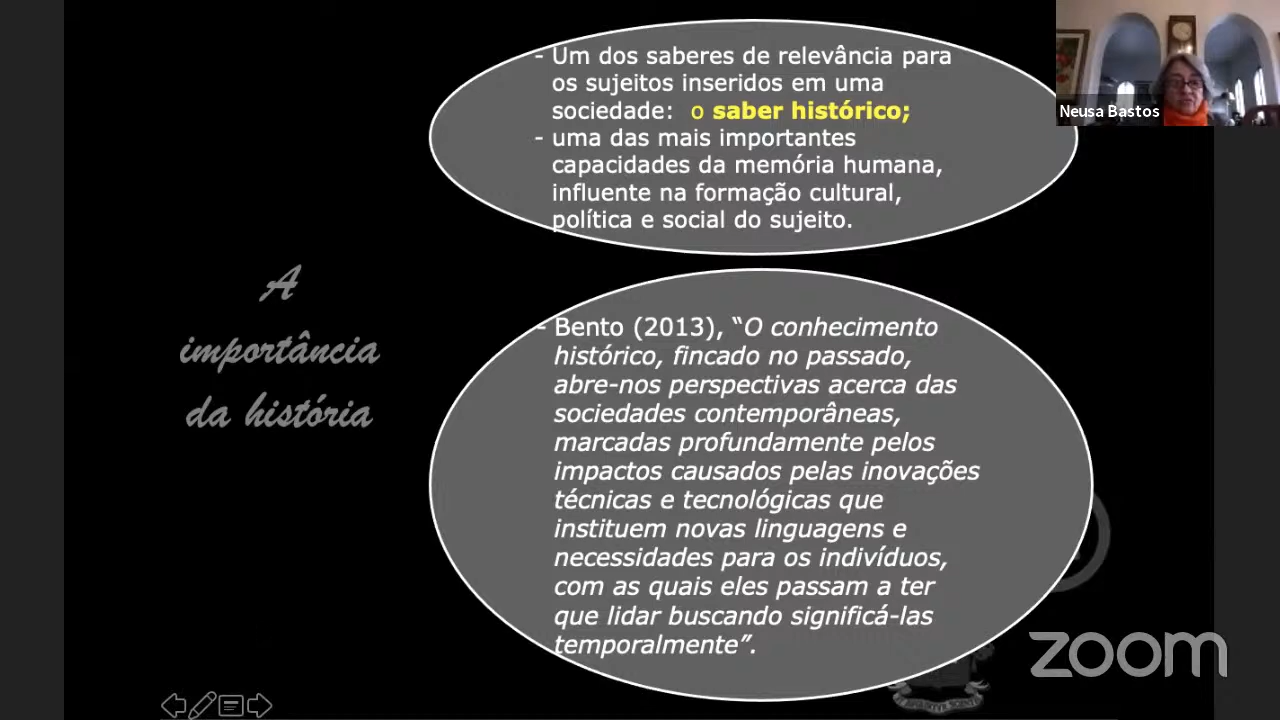 - Um dos saberes de relevância para
os sujeitos inseridos em uma
sociedade: o saber histórico;
- uma das mais importantes
capacidades da memória humana,
influente na formação cultural,
política e social do sujeito.
Neusa Bastos
A
importância
da história
- Bento (2013), “O conhecimento
histórico, fincado no passado,
abre-nos perspectivas acerca das
sociedades contemporâneas,
marcadas profundamente pelos
impactos causados pelas inovações
técnicas e tecnológicas que
instituem novas linguagens e
necessidades para os indivíduos,
com as quais eles passam a ter
que lidar buscando significá-las
temporalmente”.
zoom